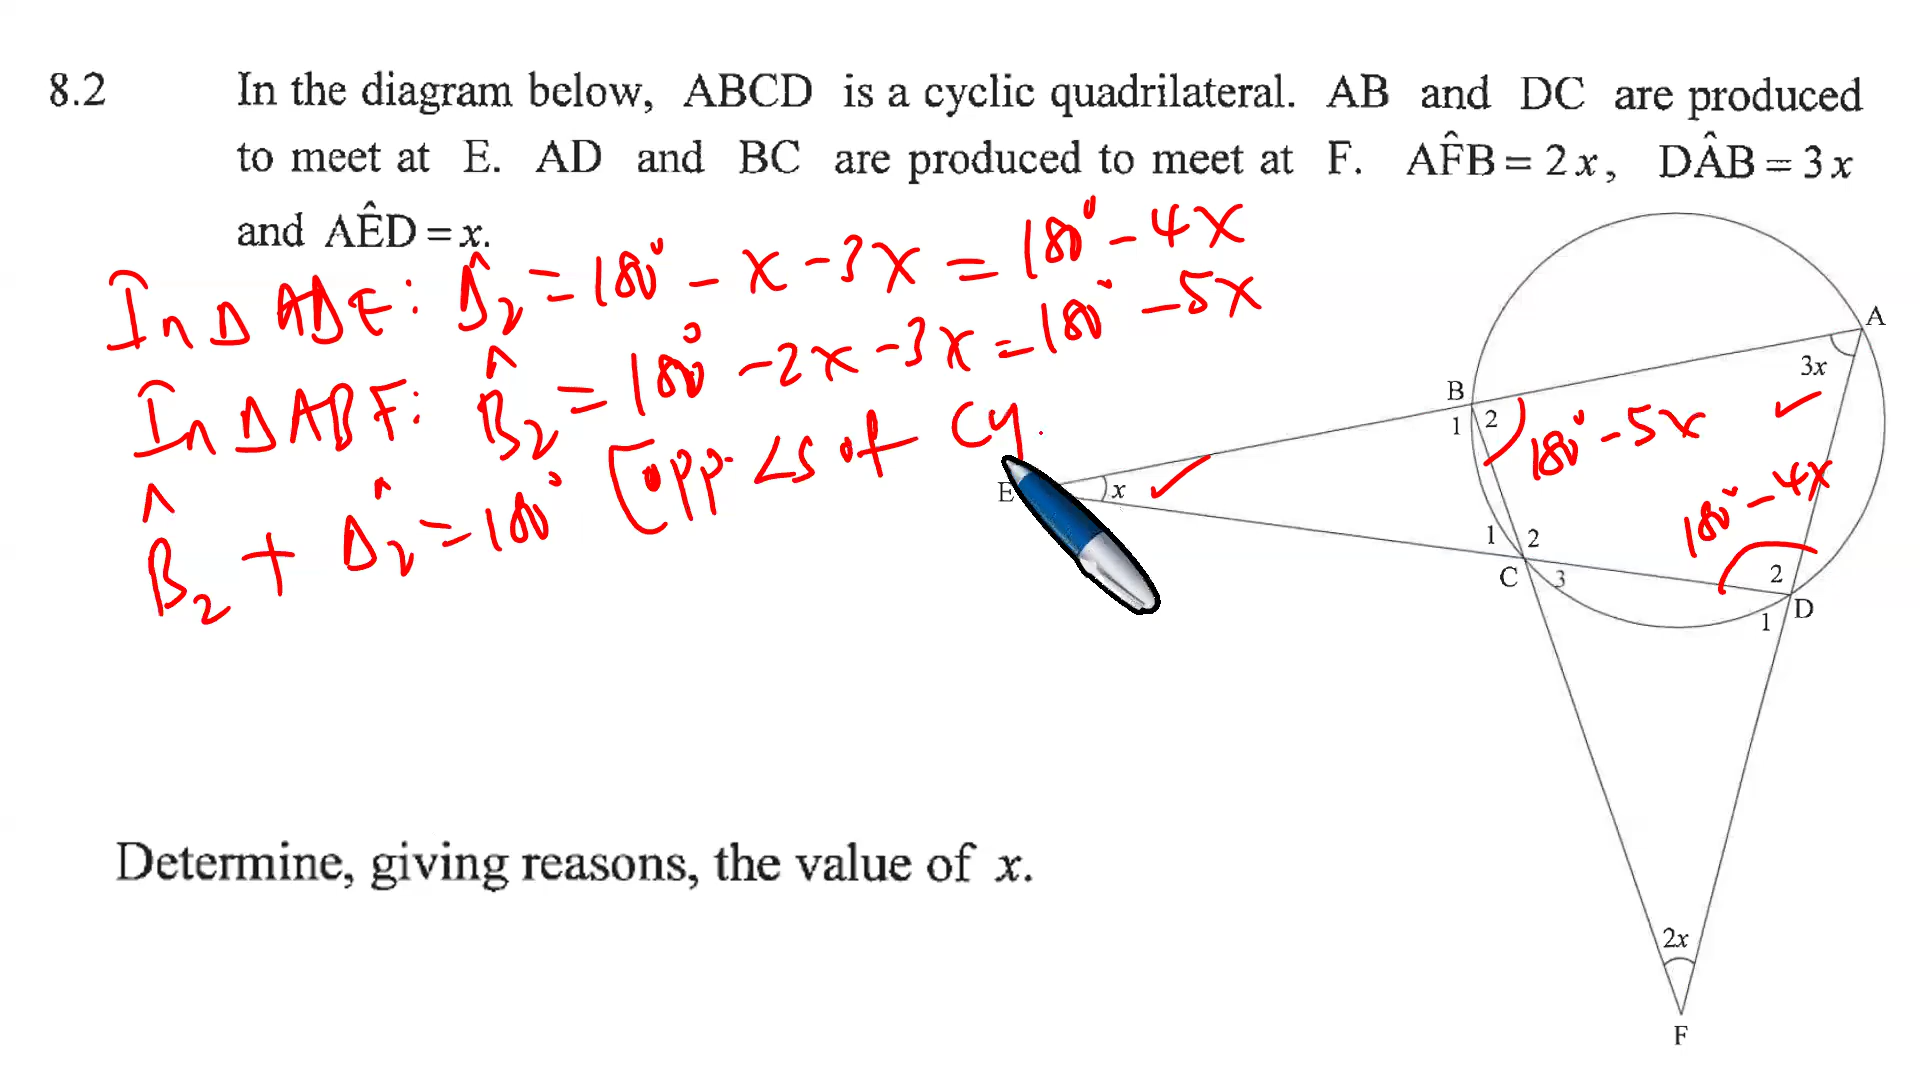 8.2 In the diagram below, ABCD is a cyclic quadrilateral. AB and DC are produced
to meet at E. AD and BC are produced to meet at F. AF̂B = 2x, DÂB = 3x
and AÊD = x.
In Δ ADE: D̂₂ = 180° - x - 3x = 180° - 4x
In Δ ABF: B̂₂ = 180° - 2x - 3x = 180° - 5x
B̂₂ + D̂₂ = 180° [opp. ∠s of cy
A
3x
B
1 2
180° - 5x
E
x
180° - 4x
1 2
C 3
2
1 D
Determine, giving reasons, the value of x.
2x
F